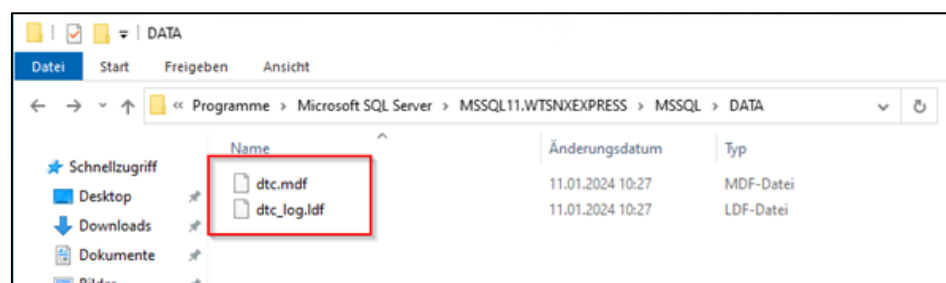 DATA
Datei Start Freigeben Ansicht
« Programme > Microsoft SQL Server > MSSQL11.WTSNXEXPRESS > MSSQL > DATA
Name Änderungsdatum Typ
Schnellzugriff
dtc.mdf 11.01.2024 10:27 MDF-Datei
Desktop
dtc_log.ldf 11.01.2024 10:27 LDF-Datei
Downloads
Dokumente
Bilder